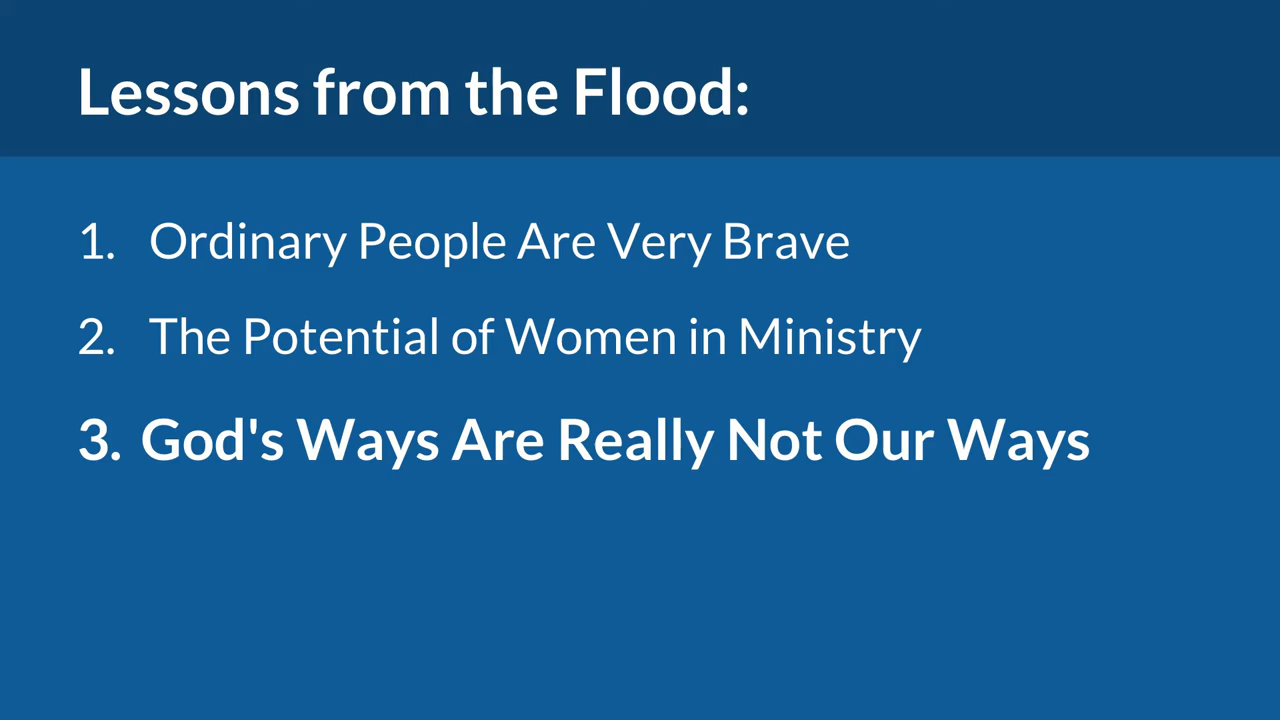 Lessons from the Flood:
1. Ordinary People Are Very Brave
2. The Potential of Women in Ministry
3. God's Ways Are Really Not Our Ways